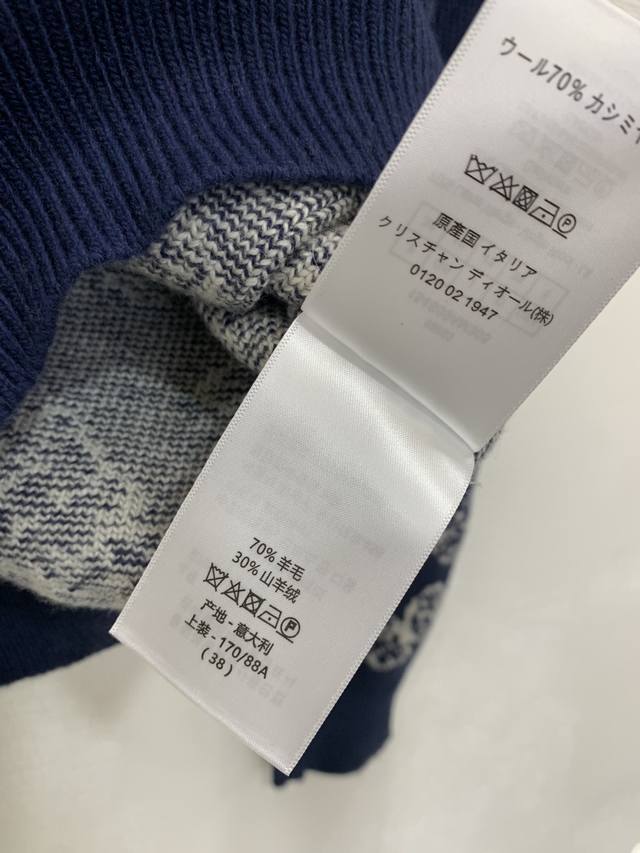 ウール70% カシミ
原產国 イタリア
クリスチャン ディオール(株)
0120 02 1947
70% 羊毛
30% 山羊绒
产地 - 意大利
上装 - 170/88A
( 38 )